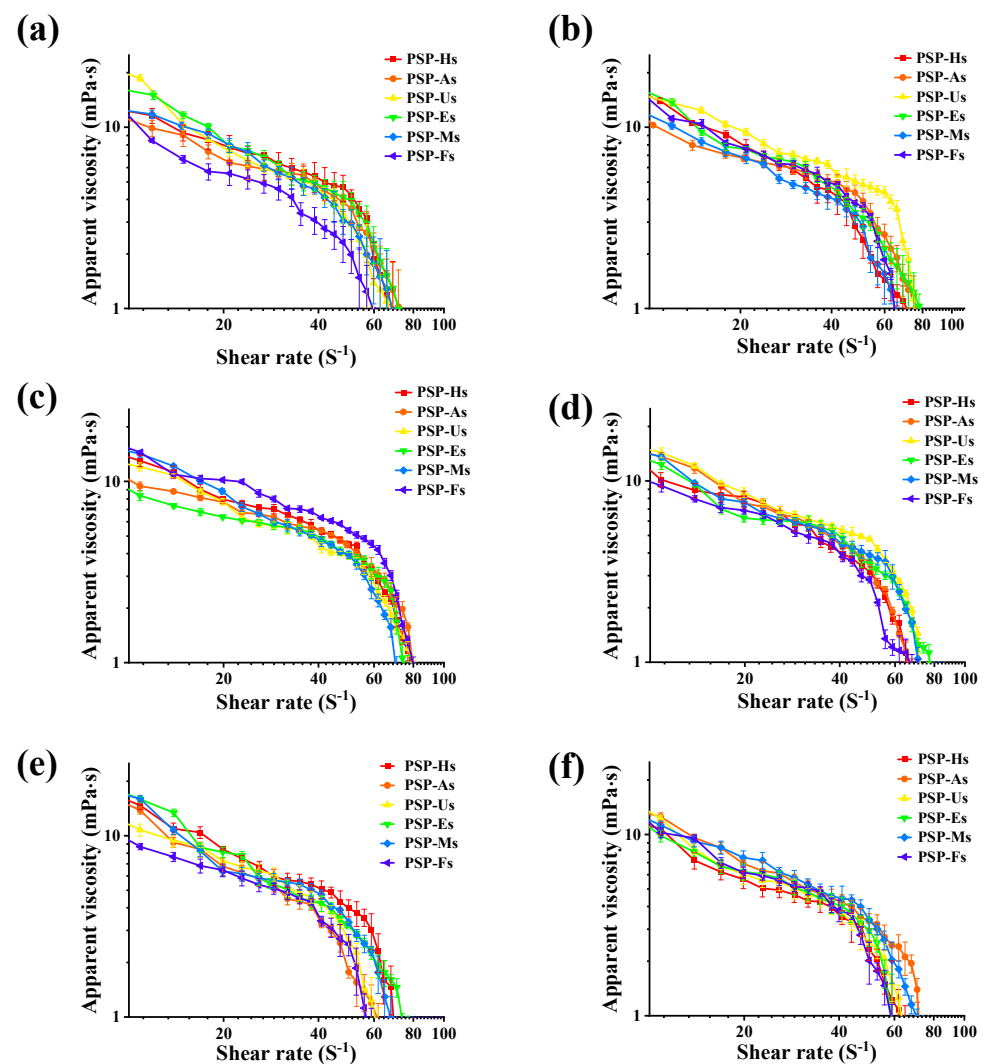 (a)
Apparent viscosity (mPa·s)
10
1
PSP-Hs
PSP-As
PSP-Us
PSP-Es
PSP-Ms
PSP-Fs
20 40 60 80 100
Shear rate (S-1)
(b)
Apparent viscosity (mPa·s)
10
1
PSP-Hs
PSP-As
PSP-Us
PSP-Es
PSP-Ms
PSP-Fs
20 40 60 80 100
Shear rate (S-1)
(c)
Apparent viscosity (mPa·s)
10
1
PSP-Hs
PSP-As
PSP-Us
PSP-Es
PSP-Ms
PSP-Fs
20 40 60 80 100
Shear rate (S-1)
(d)
Apparent viscosity (mPa·s)
10
1
PSP-Hs
PSP-As
PSP-Us
PSP-Es
PSP-Ms
PSP-Fs
20 40 60 80 100
Shear rate (S-1)
(e)
Apparent viscosity (mPa·s)
10
1
PSP-Hs
PSP-As
PSP-Us
PSP-Es
PSP-Ms
PSP-Fs
20 40 60 80 100
Shear rate (S-1)
(f)
Apparent viscosity (mPa·s)
10
1
PSP-Hs
PSP-As
PSP-Us
PSP-Es
PSP-Ms
PSP-Fs
20 40 60 80 100
Shear rate (S-1)